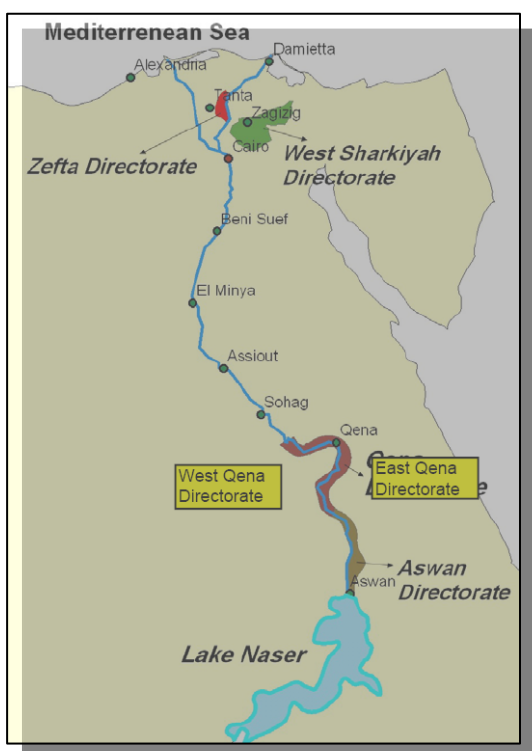 Mediterranean Sea
Damietta
Alexandria
Tanta
Zagizig
Zefta Directorate
Cairo
West Sharkiyah
Directorate
Beni Suef
El Minya
Assiout
Sohag
Qena
West Qena
Directorate
East Qena
Directorate
Aswan
Directorate
Aswan
Lake Naser